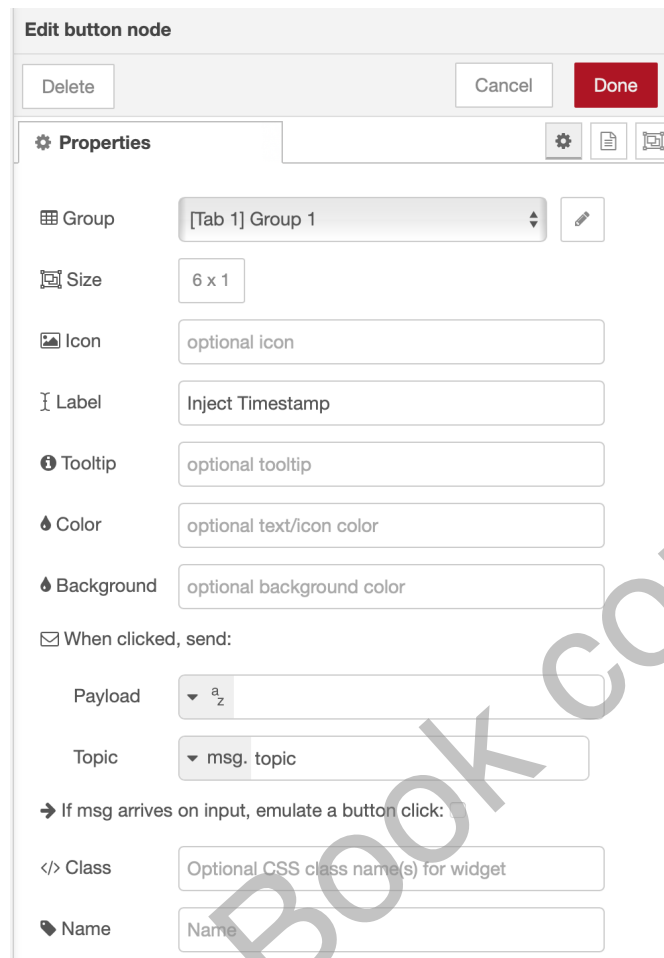 Edit button node
Delete Cancel Done
Properties
Group [Tab 1] Group 1
Size 6 x 1
Icon optional icon
Label Inject Timestamp
Tooltip optional tooltip
Color optional text/icon color
Background optional background color
When clicked, send:
Payload az
Topic msg. topic
If msg arrives on input, emulate a button click:
</> Class Optional CSS class name(s) for widget
Name Name
Book co